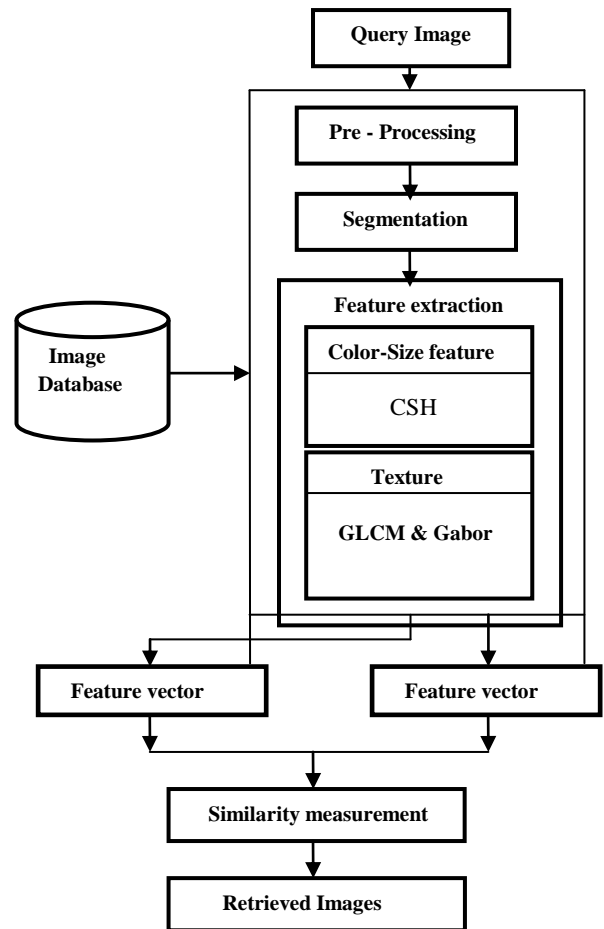 Query Image
Pre - Processing
Segmentation
Feature extraction
Color-Size feature
CSH
Image
Database
Texture
GLCM & Gabor
Feature vector
Feature vector
Similarity measurement
Retrieved Images